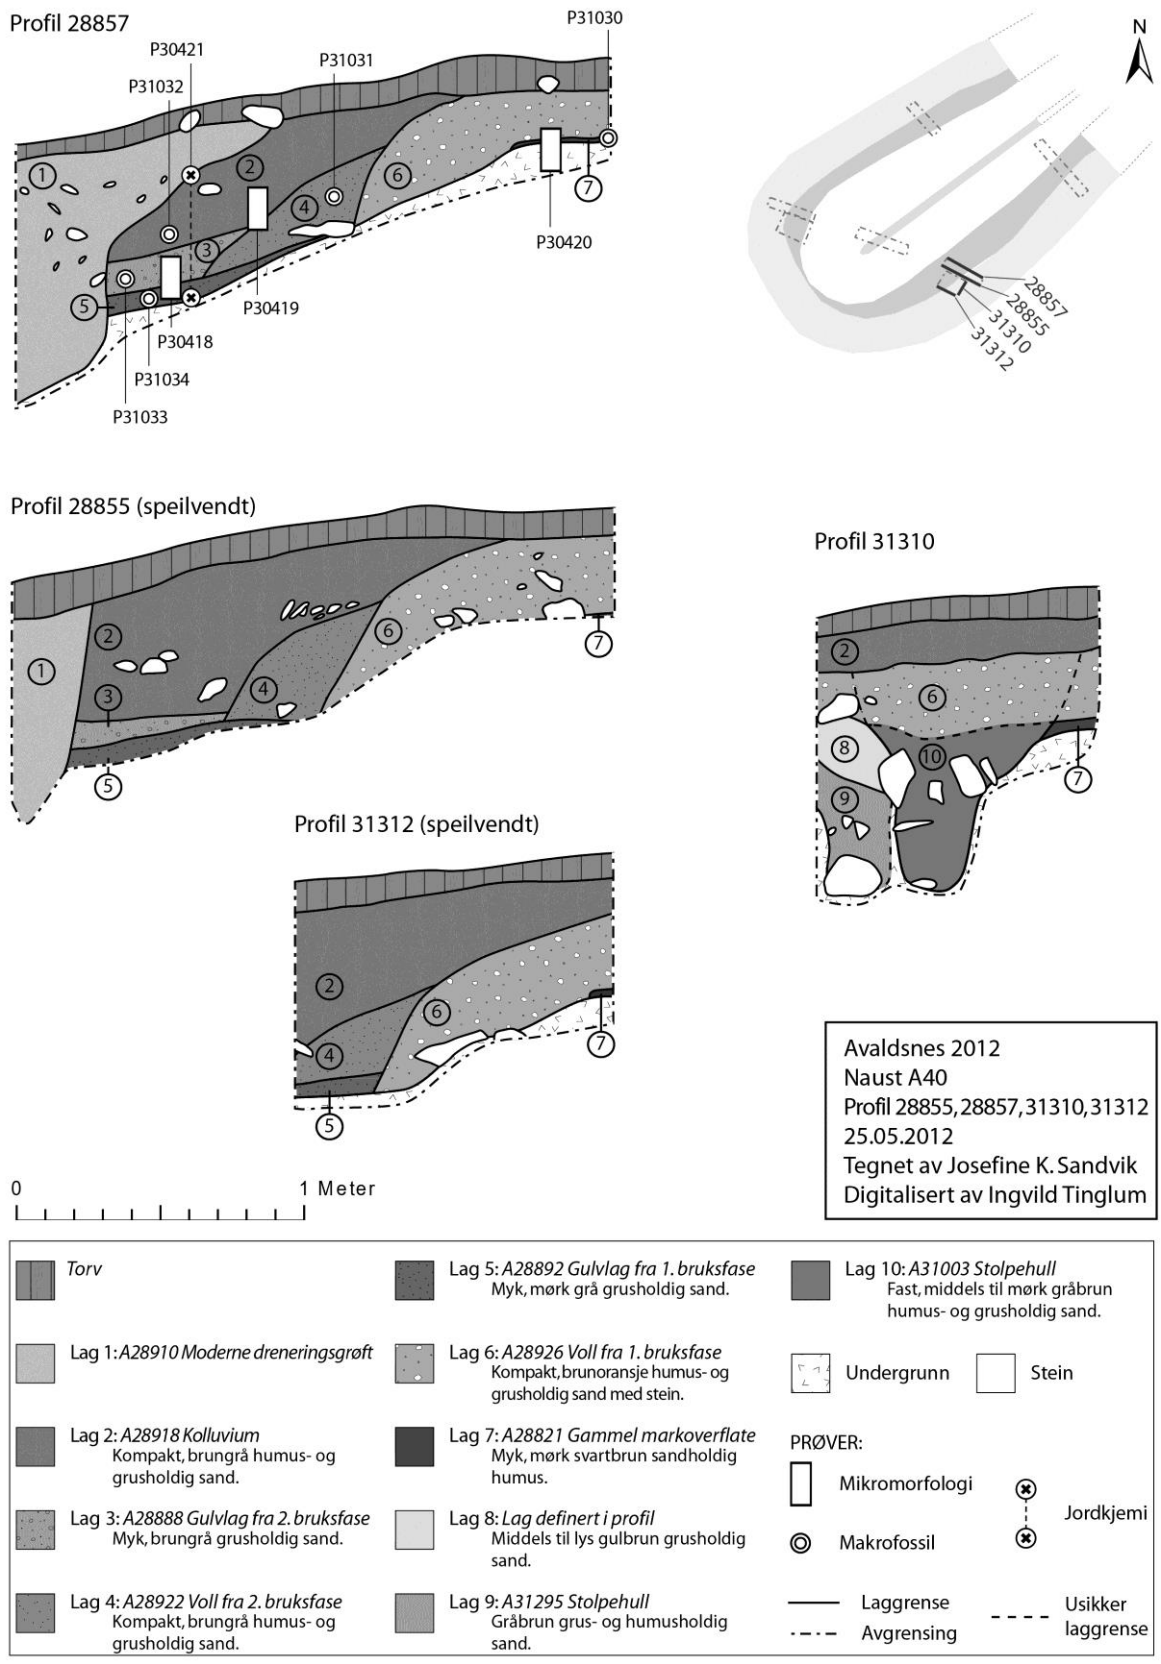 Profil 28857
P30421
P31032
P31031
P31030
N
1
2
3
4
5
6
7
P30420
P30419
P30418
P31034
P31033
28857
28855
31310
31312
Profil 28855 (speilvendt)
1
2
3
4
5
6
7
Profil 31310
2
6
8
10
9
7
Profil 31312 (speilvendt)
2
4
5
6
7
Avaldsnes 2012
Naust A40
Profil 28855, 28857, 31310, 31312
25.05.2012
Tegnet av Josefine K. Sandvik
Digitalisert av Ingvild Tinglum
0 1 Meter
Torv
Lag 1: A28910 Moderne dreneringsgrøft
Lag 2: A28918 Kolluvium
Kompakt, brungrå humus- og
grusholdig sand.
Lag 3: A28888 Gulvlag fra 2. bruksfase
Myk, brungrå grusholdig sand.
Lag 4: A28922 Voll fra 2. bruksfase
Kompakt, brungrå humus- og
grusholdig sand.
Lag 5: A28892 Gulvlag fra 1. bruksfase
Myk, mørk grå grusholdig sand.
Lag 6: A28926 Voll fra 1. bruksfase
Kompakt, brunoransje humus- og
grusholdig sand med stein.
Lag 7: A28821 Gammel markoverflate
Myk, mørk svartbrun sandholdig
humus.
Lag 8: Lag definert i profil
Middels til lys gulbrun grusholdig
sand.
Lag 9: A31295 Stolpehull
Gråbrun grus- og humusholdig
sand.
Lag 10: A31003 Stolpehull
Fast, middels til mørk gråbrun
humus- og grusholdig sand.
Undergrunn
Stein
PRØVER:
Mikromorfologi
Makrofossil
Jordkjemi
Laggrense
Avgrensing
Usikker
laggrense